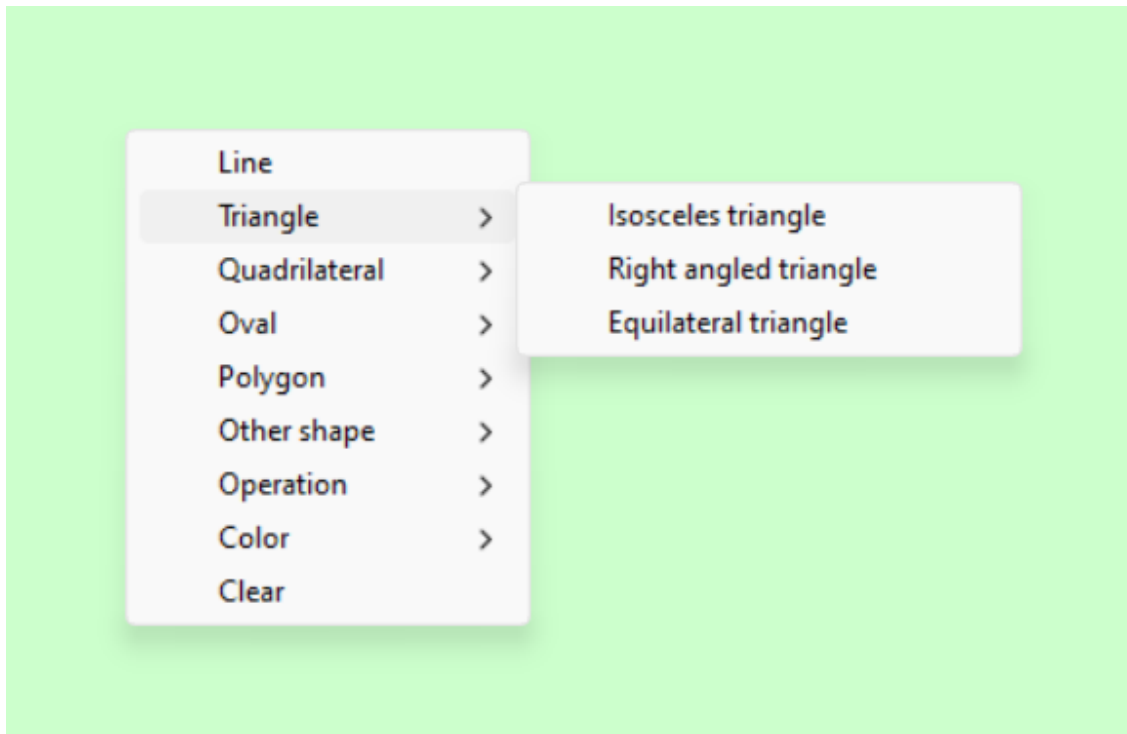 Line
Triangle
Isosceles triangle
Quadrilateral
Right angled triangle
Oval
Equilateral triangle
Polygon
Other shape
Operation
Color
Clear